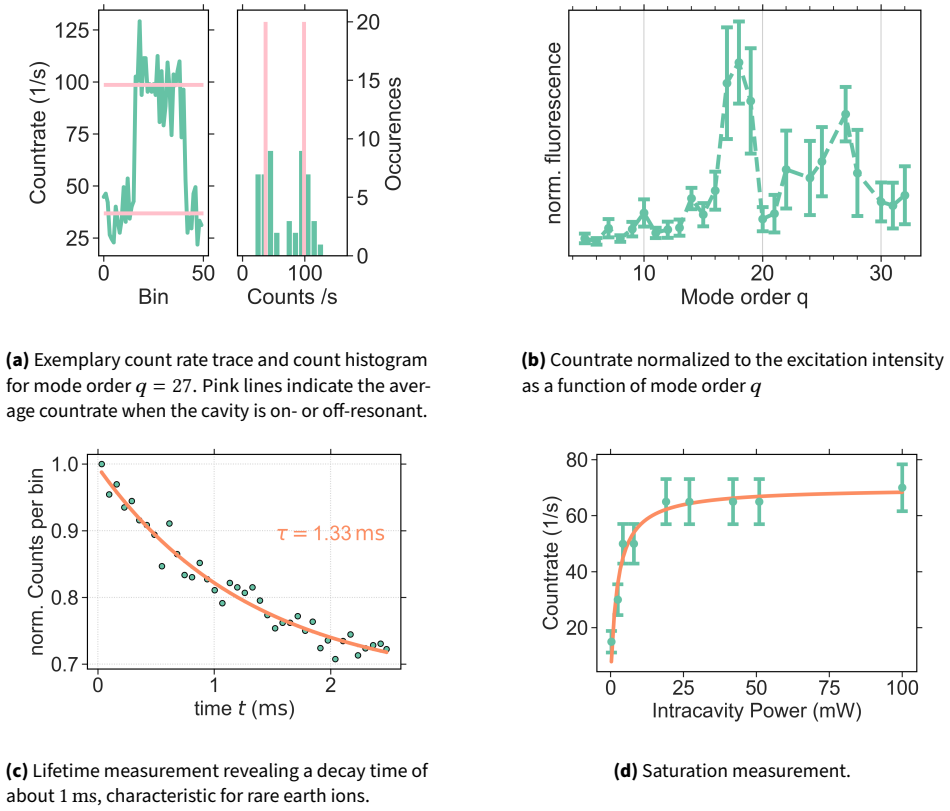 125
100
75
50
25
Countrate (1/s)
0
50
Bin
0
100
Counts /s
20
15
10
5
0
Occurences
norm. fluorescence
10
20
30
Mode order q
(a) Exemplary count rate trace and count histogram
for mode order q = 27. Pink lines indicate the aver-
age countrate when the cavity is on- or off-resonant.
(b) Countrate normalized to the excitation intensity
as a function of mode order q
1.0
0.9
0.8
0.7
norm. Counts per bin
τ = 1.33 ms
0
1
2
time t (ms)
80
60
40
20
Countrate (1/s)
0
25
50
75
100
Intracavity Power (mW)
(c) Lifetime measurement revealing a decay time of
about 1 ms, characteristic for rare earth ions.
(d) Saturation measurement.